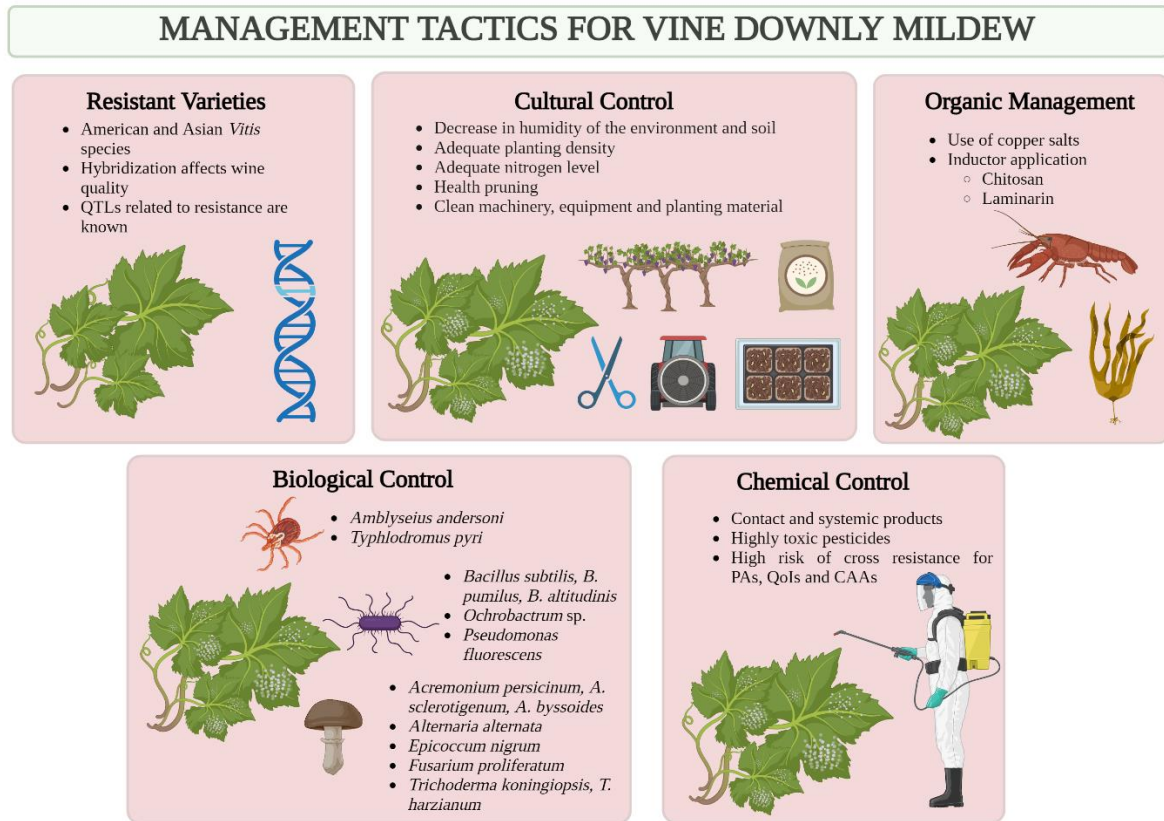 MANAGEMENT TACTICS FOR VINE DOWNLY MILDEW
Resistant Varieties
• American and Asian Vitis
species
• Hybridization affects wine
quality
• QTLs related to resistance are
known
Cultural Control
• Decrease in humidity of the environment and soil
• Adequate planting density
• Adequate nitrogen level
• Health pruning
• Clean machinery, equipment and planting material
Organic Management
• Use of copper salts
• Inductor application
○ Chitosan
○ Laminarin
Biological Control
• Amblyseius andersoni
• Typhlodromus pyri
• Bacillus subtilis, B.
pumilus, B. altitudinis
• Ochrobactrum sp.
• Pseudomonas
fluorescens
• Acremonium persicinum, A.
sclerotigenum, A. byssoides
• Alternaria alternata
• Epicoccum nigrum
• Fusarium proliferatum
• Trichoderma koningiopsis, T.
harzianum
Chemical Control
• Contact and systemic products
• Highly toxic pesticides
• High risk of cross resistance for
PAs, QoIs and CAAs